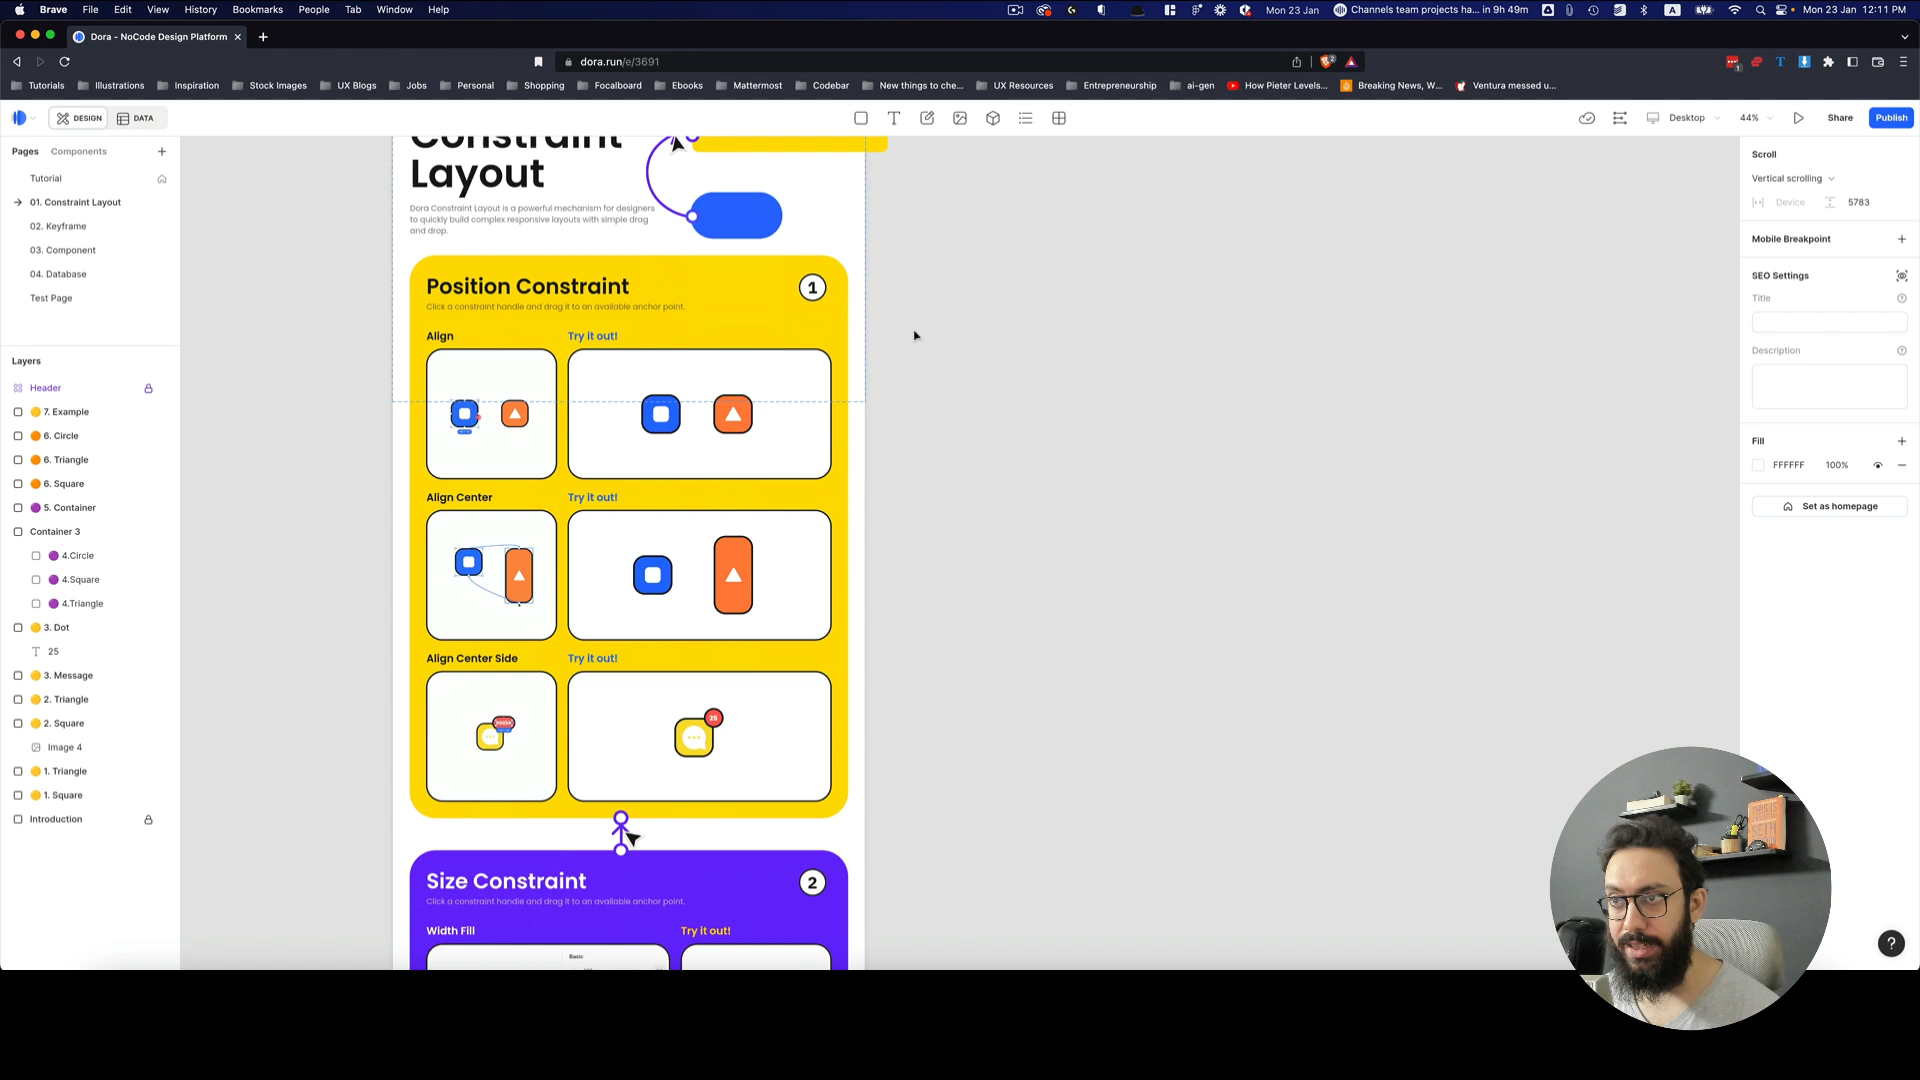 Brave File Edit View History Bookmarks People Tab Window Help
Mon 23 Jan Channels team projects ha... in 9h 49m A Mon 23 Jan 12:11 PM
Dora - NoCode Design Platform
dora.run/e/3691
Tutorials Illustrations Inspiration Stock Images UX Blogs Jobs Personal Shopping Focalboard Ebooks Mattermost Codebar New things to che... UX Resources Entrepreneurship ai-gen How Pieter Levels... Breaking News, W... Ventura messed u...
DESIGN DATA
Desktop 44% Share Publish
Pages Components
Tutorial
01. Constraint Layout
02. Keyframe
03. Component
04. Database
Test Page
Layers
Header
7. Example
6. Circle
6. Triangle
6. Square
5. Container
Container 3
4.Circle
4.Square
4.Triangle
3. Dot
25
3. Message
2. Triangle
2. Square
Image 4
1. Triangle
1. Square
Introduction
Constraint
Layout
Dora Constraint Layout is a powerful mechanism for designers
to quickly build complex responsive layouts with simple drag
and drop.
Position Constraint
1
Click a constraint handle and drag it to an available anchor point.
Align Try it out!
Align Center Try it out!
Align Center Side Try it out!
25
Size Constraint
2
Click a constraint handle and drag it to an available anchor point.
Width Fill Try it out!
Basic
Scroll
Vertical scrolling
Device 5783
Mobile Breakpoint
SEO Settings
Title
Description
Fill
FFFFFF 100%
Set as homepage
THIS IS
SETH
?